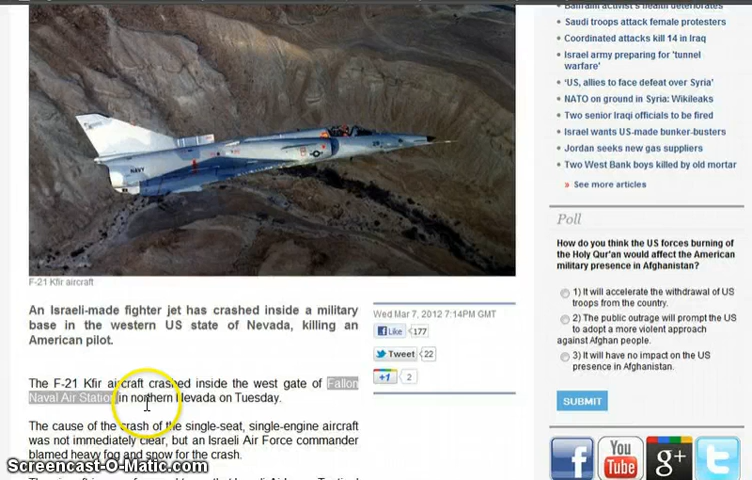 F-21 Kfir aircraft
An Israeli-made fighter jet has crashed inside a military
base in the western US state of Nevada, killing an
American pilot.
Wed Mar 7, 2012 7:14PM GMT
Like 177
Tweet 22
+1 2
The F-21 Kfir aircraft crashed inside the west gate of Fallon
Naval Air Station in northern Nevada on Tuesday.
The cause of the crash of the single-seat, single-engine aircraft
was not immediately clear, but an Israeli Air Force commander
blamed heavy fog and snow for the crash.
Bahraini activist's health deteriorates
Saudi troops attack female protesters
Coordinated attacks kill 14 in Iraq
Israel army preparing for 'tunnel
warfare'
'US, allies to face defeat over Syria'
NATO on ground in Syria: Wikileaks
Two senior Iraqi officials to be fired
Israel wants US-made bunker-busters
Jordan seeks new gas suppliers
Two West Bank boys killed by old mortar
» See more articles
Poll
How do you think the US forces burning of
the Holy Qur'an would affect the American
military presence in Afghanistan?
1) It will accelerate the withdrawal of US
troops from the country.
2) The public outrage will prompt the US
to adopt a more violent approach
against Afghan people.
3) It will have no impact on the US
presence in Afghanistan.
SUBMIT
f
You
Tube
g+
t
NAVY
Screencast-O-Matic.com